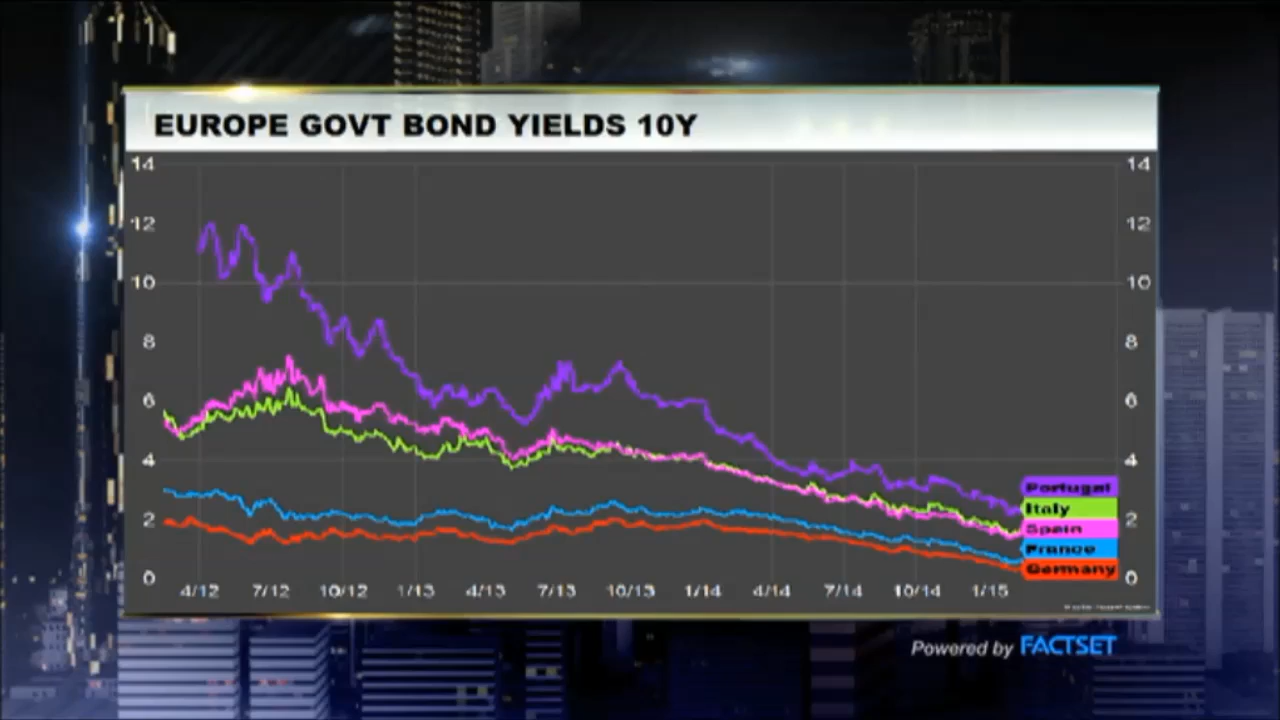 EUROPE GOVT BOND YIELDS 10Y
14 14
12 12
10 10
8 8
6 6
4 4
Portugal
Italy
2 2
Spain
France
Germany
0 0
4/12 7/12 10/12 1/13 4/13 7/13 10/13 1/14 4/14 7/14 10/14 1/15
Powered by FACTSET